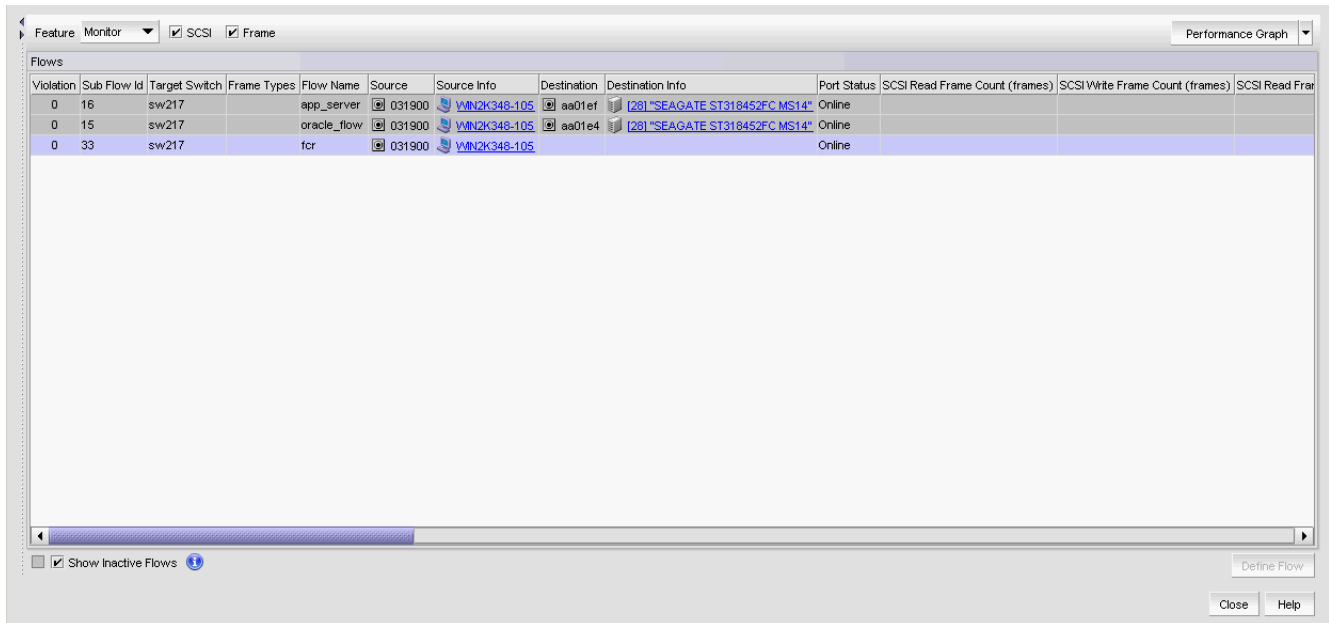 Feature Monitor SCSI Frame Performance Graph
Flows
Violation Sub Flow Id Target Switch Frame Types Flow Name Source Source Info Destination Destination Info Port Status SCSI Read Frame Count (frames) SCSI Write Frame Count (frames) SCSI Read Fran
0 16 sw217 app_server 031900 WIN2K348-105 aa01ef [28] "SEAGATE ST318452FC MS14" Online
0 15 sw217 oracle_flow 031900 WIN2K348-105 aa01e4 [28] "SEAGATE ST318452FC MS14" Online
0 33 sw217 fcr 031900 WIN2K348-105 Online
Show Inactive Flows
Define Flow
Close Help